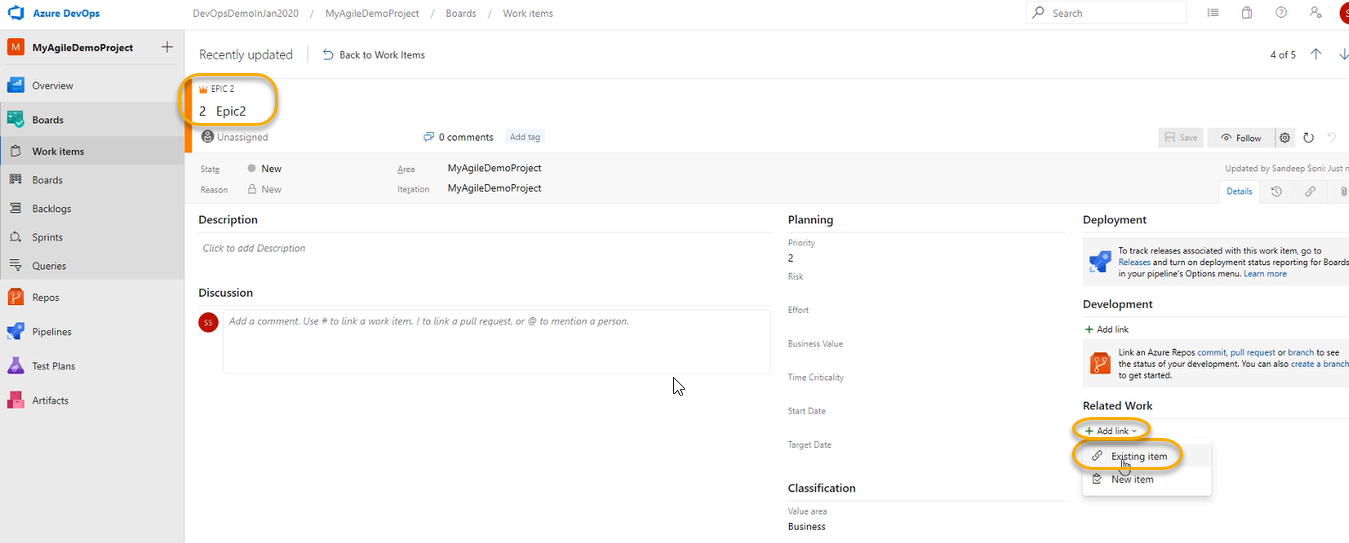 Azure DevOps
DevOpsDemoInJan2020 / MyAgileDemoProject / Boards / Work items
Search
M MyAgileDemoProject
Overview
Boards
Work items
Boards
Backlogs
Sprints
Queries
Repos
Pipelines
Test Plans
Artifacts
Recently updated
Back to Work Items
4 of 5
EPIC 2
2 Epic2
Unassigned
0 comments
Add tag
Save
Follow
State New
Area MyAgileDemoProject
Updated by Sandeep Soni: Just
Reason New
Iteration MyAgileDemoProject
Details
Description
Click to add Description
Discussion
SS
Add a comment. Use # to link a work item, ! to link a pull request, or @ to mention a person.
Planning
Priority
2
Risk
Effort
Business Value
Time Criticality
Start Date
Target Date
Classification
Value area
Business
Deployment
To track releases associated with this work item, go to
Releases and turn on deployment status reporting for Boards
in your pipeline's Options menu. Learn more
Development
+ Add link
Link an Azure Repos commit, pull request or branch to see
the status of your development. You can also create a branch
to get started.
Related Work
+ Add link
Existing item
New item